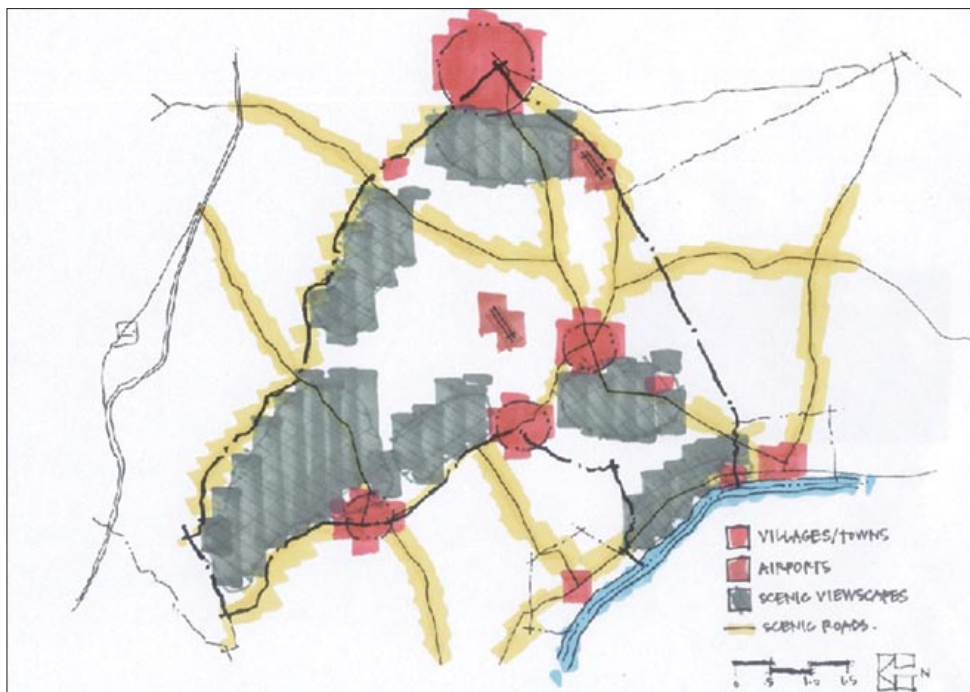 VILLAGES/TOWNS
AIRPORTS
SCENIC VIEWSCAPES
SCENIC ROADS.
0 .5 1.0 1.5
N